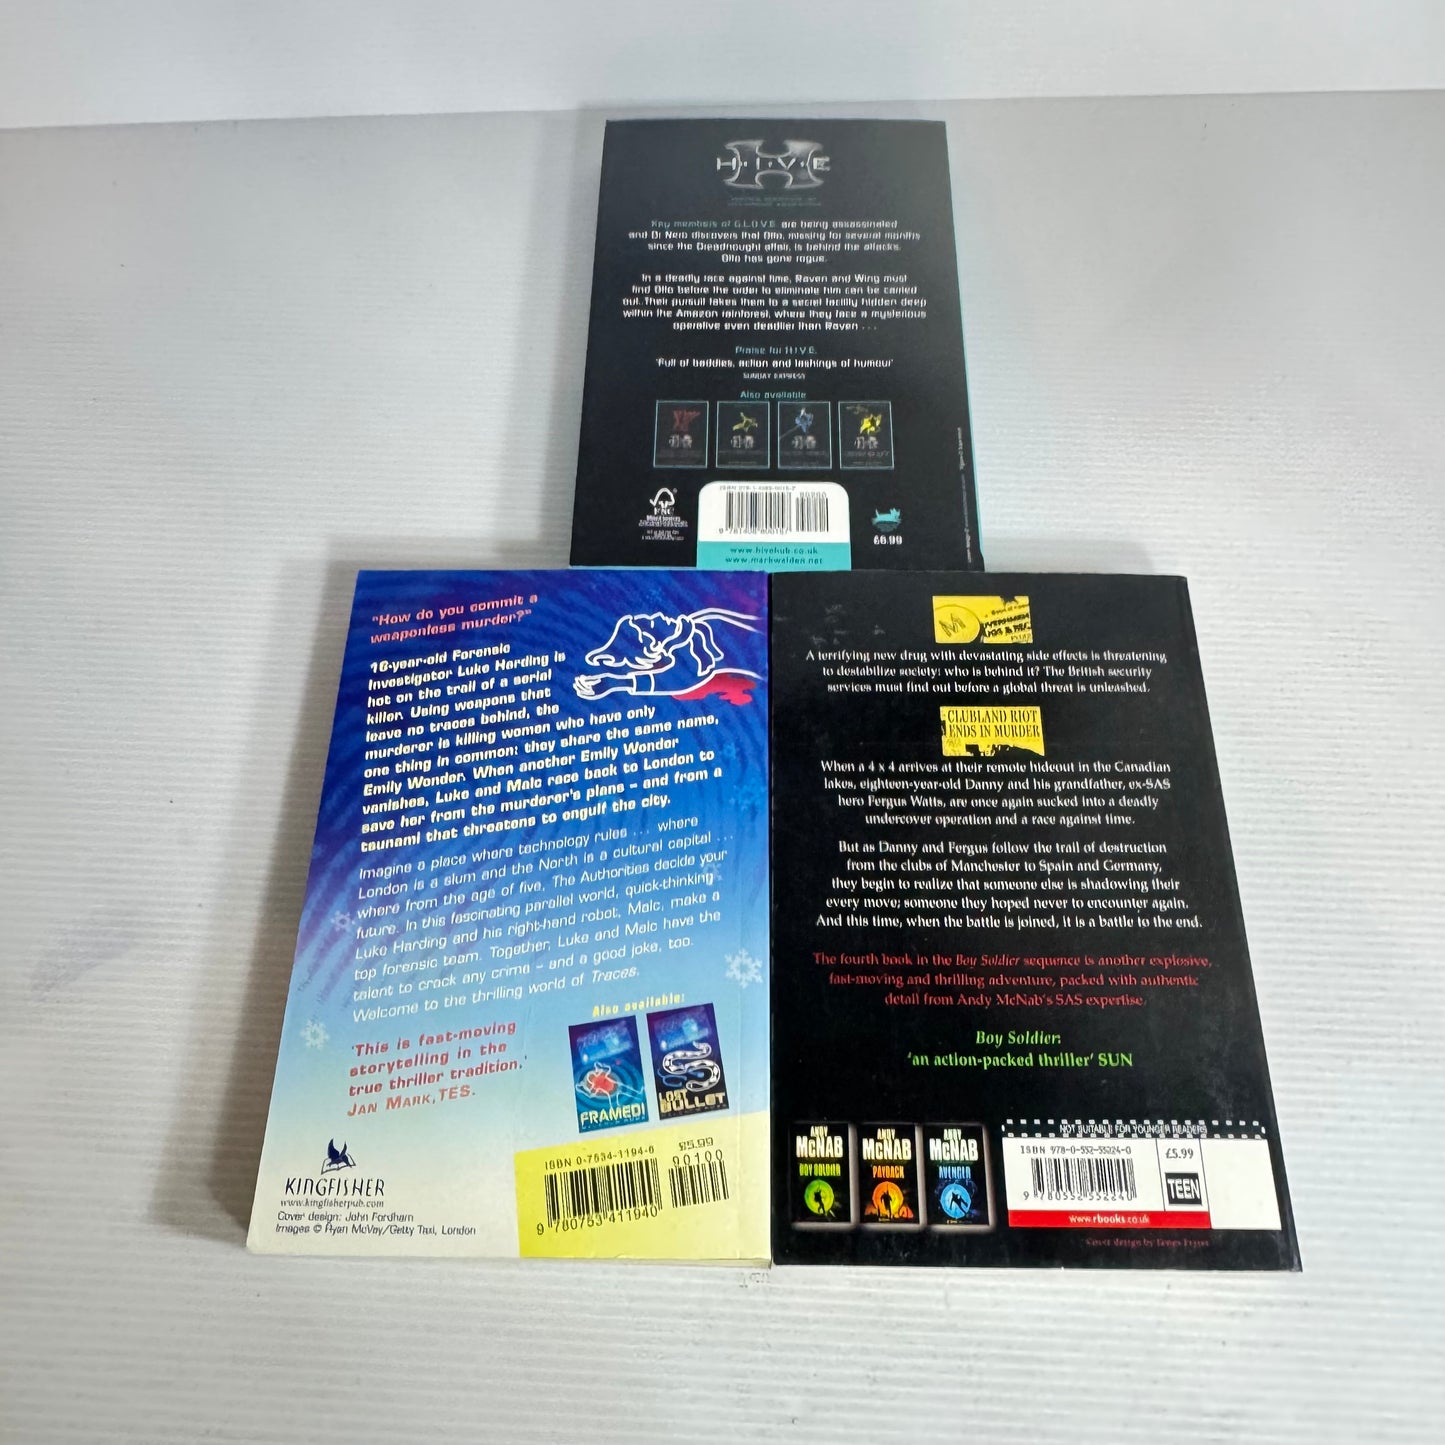 H·I·V·E
Key members of G.L.O.V.E. are being assassinated
and Dr Nero discovers that Otto, missing for several months
since the Dreadnought affair, is behind the attacks.
Otto has gone rogue.
In a deadly race against time, Raven and Wing must
find Otto before the order to eliminate him can be carried
out. Their pursuit takes them to a secret facility hidden deep
within the Amazon rainforest, where they face a mysterious
operative even deadlier than Raven . . .
Praise for H.I.V.E.
'Full of baddies, action and lashings of humour'
SUNDAY EXPRESS
Also available
FSC
£6.99
www.hivehub.co.uk
www.markwalden.net
"How do you commit a
weaponless murder?"
16-year-old Forensic
Investigator Luke Harding is
hot on the trail of a serial
killer. Using weapons that
leave no traces behind, the
murderer is killing women who have only
one thing in common: they share the same name,
Emily Wonder. When another Emily Wonder
vanishes, Luke and Malc race back to London to
save her from the murderer's plans – and from a
tsunami that threatens to engulf the city.
Imagine a place where technology rules ... where
London is a slum and the North is a cultural capital ...
where from the age of five, The Authorities decide your
future. In this fascinating parallel world, quick-thinking
Luke Harding and his right-hand robot, Malc, make a
top forensic team. Together, Luke and Malc have the
talent to crack any crime – and a good joke, too.
Welcome to the thrilling world of Traces.
Also available:
'This is fast-moving
storytelling in the
true thriller tradition.'
JAN MARK, TES.
FRAMED!
LOST
BULLET
KINGFISHER
www.kingfisherpub.com
Cover design: John Fordham
Images © Ryan McVay/Getty Taxi, London
ISBN 0-7534-1194-6
£5.99
90100
9 780753 411940
M
A terrifying new drug with devastating side effects is threatening
to destabilize society: who is behind it? The British security
services must find out before a global threat is unleashed.
CLUBLAND RIOT
ENDS IN MURDER
When a 4 x 4 arrives at their remote hideout in the Canadian
lakes, eighteen-year-old Danny and his grandfather, ex-SAS
hero Fergus Watts, are once again sucked into a deadly
undercover operation and a race against time.
But as Danny and Fergus follow the trail of destruction
from the clubs of Manchester to Spain and Germany,
they begin to realize that someone else is shadowing their
every move; someone they hoped never to encounter again.
And this time, when the battle is joined, it is a battle to the end.
The fourth book in the Boy Soldier sequence is another explosive,
fast-moving and thrilling adventure, packed with authentic
detail from Andy McNab's SAS expertise.
Boy Soldier:
'an action-packed thriller' SUN
ANDY McNAB BOY SOLDIER
ANDY McNAB PAYBACK
ANDY McNAB AVENGER
NOT SUITABLE FOR YOUNGER READERS
ISBN 978-0-552-55224-0
£5.99
9 780552 552240
TEEN
www.rbooks.co.uk